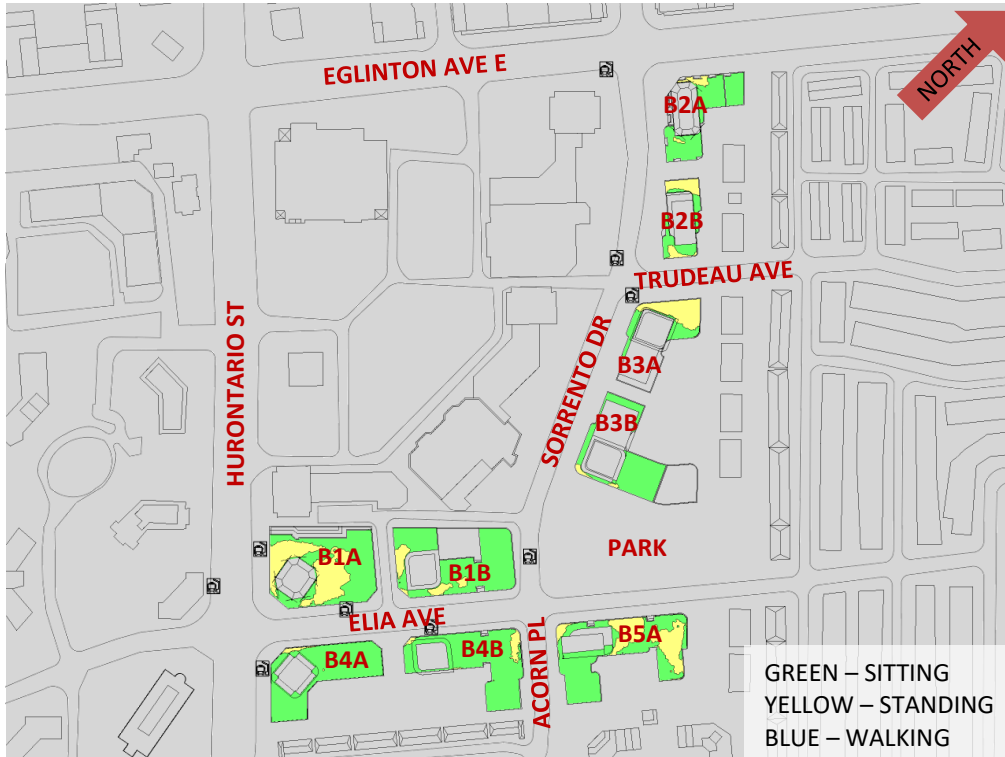 EGLINTON AVE E
NORTH
B2A
B2B
TRUDEAU AVE
HURONTARIO ST
SORRENTO DR
B3A
B3B
PARK
B1A
B1B
ELIA AVE
B4A
B4B
ACORN PL
B5A
GREEN – SITTING
YELLOW – STANDING
BLUE – WALKING